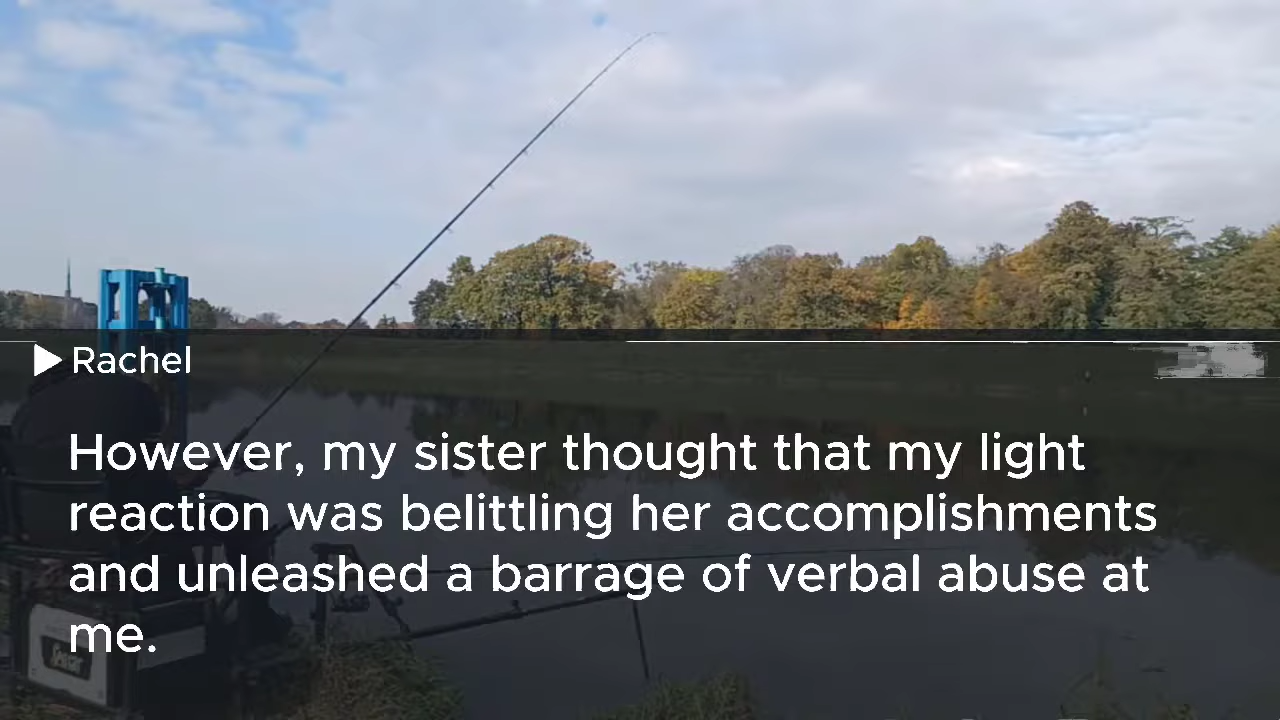 Rachel
However, my sister thought that my light
reaction was belittling her accomplishments
and unleashed a barrage of verbal abuse at
me.